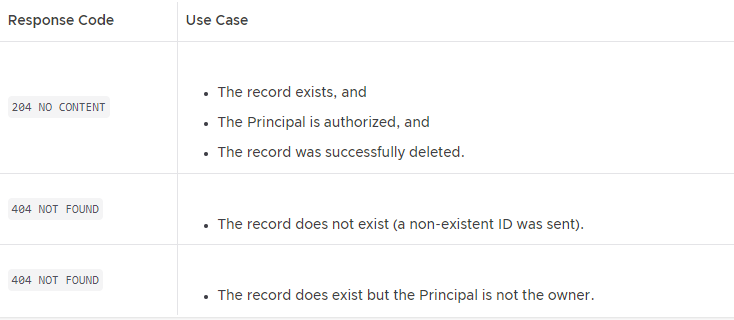 Response Code Use Case
204 NO CONTENT
The record exists, and
The Principal is authorized, and
The record was successfully deleted.
404 NOT FOUND
The record does not exist (a non-existent ID was sent).
404 NOT FOUND
The record does exist but the Principal is not the owner.